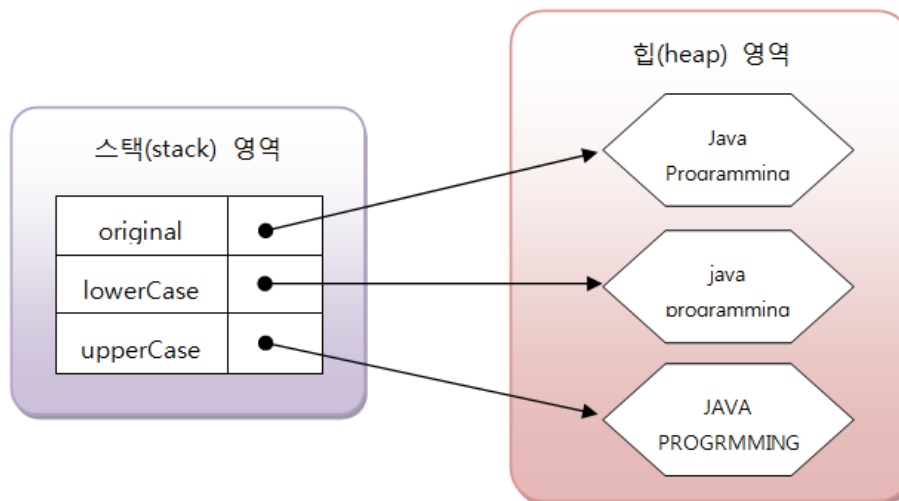 힙(heap) 영역
스택(stack) 영역
Java
Programming
original
java
programming
lowerCase
upperCase
JAVA
PROGRMMING